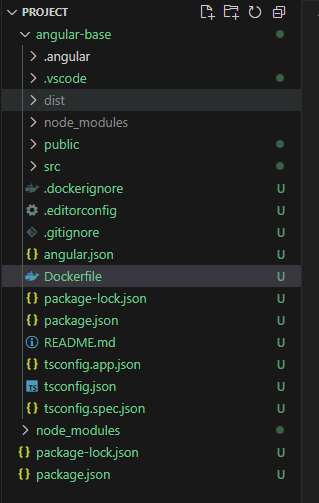 PROJECT
angular-base
.angular
.vscode
dist
node_modules
public
src
.dockerignore U
.editorconfig U
.gitignore U
{} angular.json U
Dockerfile U
{} package-lock.json U
{} package.json U
README.md U
{} tsconfig.app.json U
TS tsconfig.json U
{} tsconfig.spec.json U
node_modules
{} package-lock.json U
{} package.json U